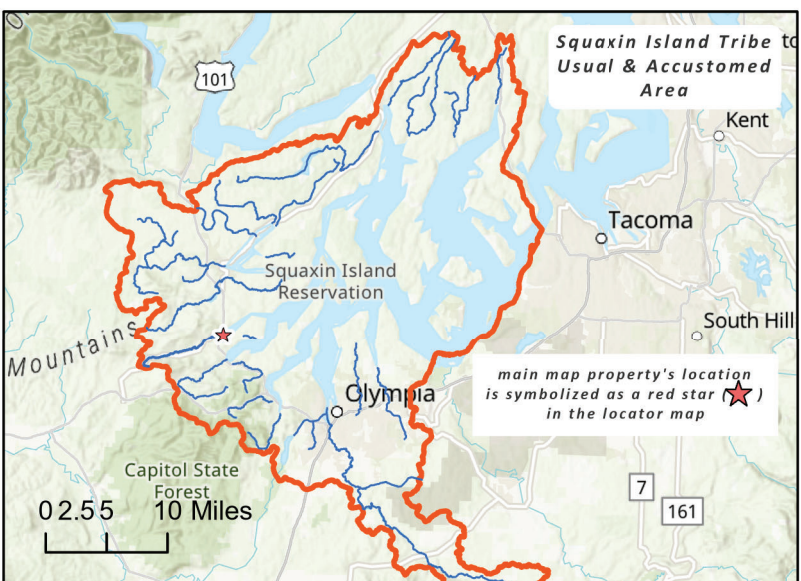 Squaxin Island Tribe
Usual & Accustomed
Area
101
Kent
Tacoma
Squaxin Island
Reservation
South Hill
Mountains
main map property's location
is symbolized as a red star ( )
in the locator map
Olympia
Capitol State
Forest
7
161
0 2.5 5 10 Miles